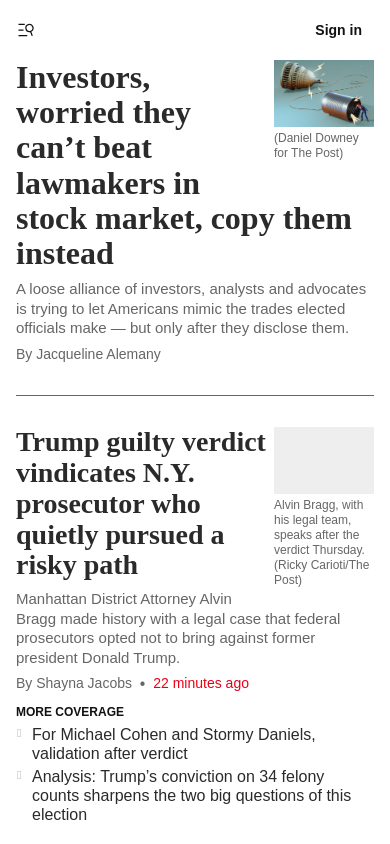 Sign in
Investors,
worried they
can’t beat
lawmakers in
stock market, copy them
instead
(Daniel Downey
for The Post)
A loose alliance of investors, analysts and advocates
is trying to let Americans mimic the trades elected
officials make — but only after they disclose them.
By Jacqueline Alemany
Trump guilty verdict
vindicates N.Y.
prosecutor who
quietly pursued a
risky path
Alvin Bragg, with
his legal team,
speaks after the
verdict Thursday.
(Ricky Carioti/The
Post)
Manhattan District Attorney Alvin
Bragg made history with a legal case that federal
prosecutors opted not to bring against former
president Donald Trump.
By Shayna Jacobs • 22 minutes ago
MORE COVERAGE
For Michael Cohen and Stormy Daniels,
validation after verdict
Analysis: Trump’s conviction on 34 felony
counts sharpens the two big questions of this
election